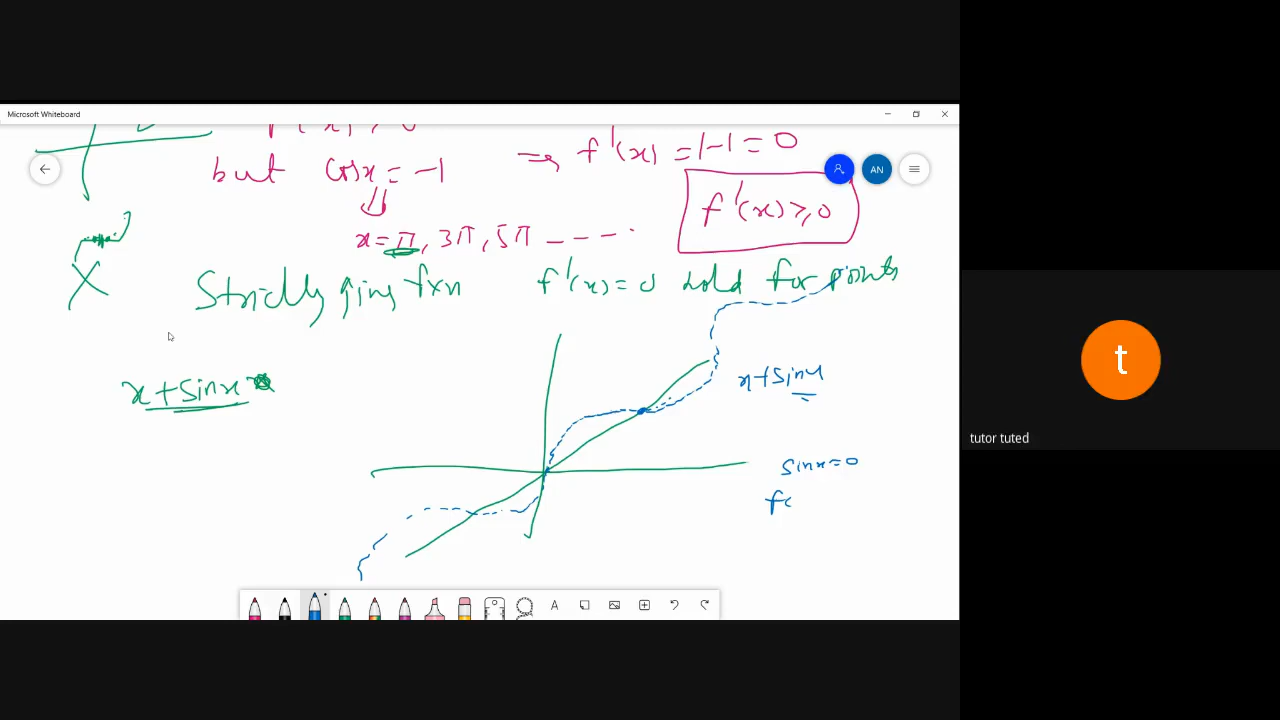 Microsoft Whiteboard
but cosx = -1
⇒ f'(x) = 1-1 = 0
AN
f'(x) ≥ 0
x = π, 3π, 5π - - - - .
Strictly fxn f'(x) = 0 hold for points
x + sinx
x + sinx
sinx = 0
f(
A
t
tutor tuted